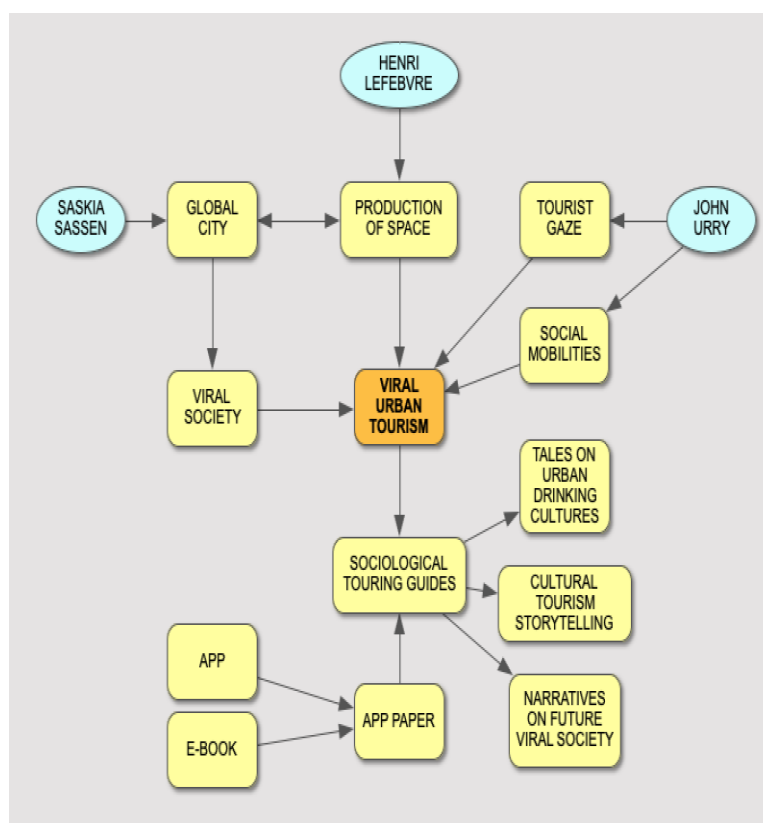 HENRI
LEFEBVRE
SASKIA
SASSEN
GLOBAL
CITY
PRODUCTION
OF SPACE
TOURIST
GAZE
JOHN
URRY
SOCIAL
MOBILITIES
VIRAL
SOCIETY
VIRAL
URBAN
TOURISM
TALES ON
URBAN
DRINKING
CULTURES
SOCIOLOGICAL
TOURING GUIDES
CULTURAL
TOURISM
STORYTELLING
APP
APP PAPER
NARRATIVES
ON FUTURE
VIRAL SOCIETY
E-BOOK